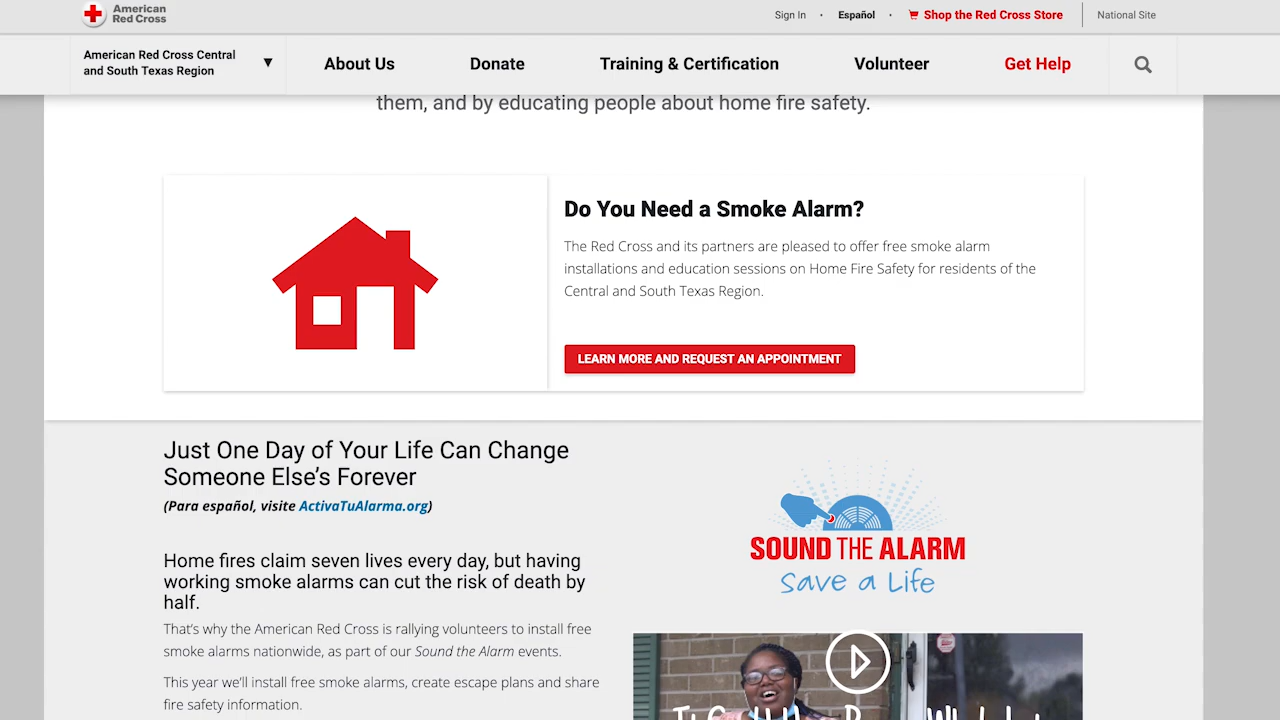 American
Red Cross
Sign In · Español · Shop the Red Cross Store National Site
American Red Cross Central
and South Texas Region ▼
About Us Donate Training & Certification Volunteer Get Help
them, and by educating people about home fire safety.
Do You Need a Smoke Alarm?
The Red Cross and its partners are pleased to offer free smoke alarm
installations and education sessions on Home Fire Safety for residents of the
Central and South Texas Region.
LEARN MORE AND REQUEST AN APPOINTMENT
Just One Day of Your Life Can Change
Someone Else’s Forever
(Para español, visite ActivaTuAlarma.org)
Home fires claim seven lives every day, but having
working smoke alarms can cut the risk of death by
half.
That’s why the American Red Cross is rallying volunteers to install free
smoke alarms nationwide, as part of our Sound the Alarm events.
This year we’ll install free smoke alarms, create escape plans and share
fire safety information.
SOUND THE ALARM
Save a Life